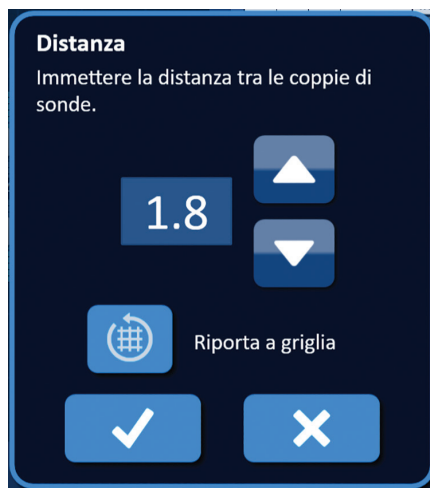 Distanza
Immettere la distanza tra le coppie di
sonde.
1.8
Riporta a griglia